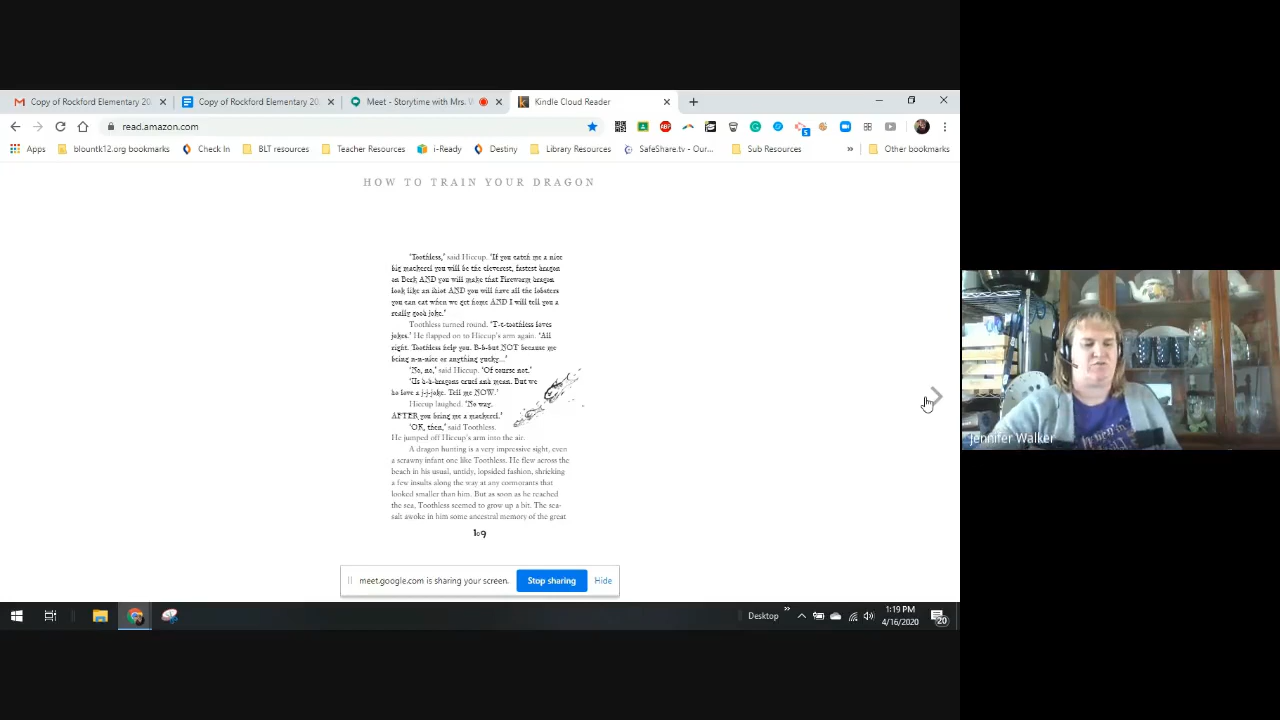 Copy of Rockford Elementary 20
Copy of Rockford Elementary 20
Meet - Storytime with Mrs. W
Kindle Cloud Reader
read.amazon.com
Apps
blountk12.org bookmarks
Check In
BLT resources
Teacher Resources
i-Ready
Destiny
Library Resources
SafeShare.tv - Our...
Sub Resources
»
Other bookmarks
HOW TO TRAIN YOUR DRAGON
'Toothless,' said Hiccup. 'If you catch me a nice
big mackerel you will be the cleverest, fastest dragon
on Berk AND you will make that Fireworm dragon
look like an idiot AND you will have all the lobsters
you can eat when we get home AND I will tell you a
really good joke.'
Toothless turned round. 'T-t-toothless loves
jokes.' He flapped on to Hiccup's arm again. 'All
right. Toothless help you. B-b-but NOT because me
being n-n-nice or anything yucky...'
'No, no,' said Hiccup. 'Of course not.'
'Us d-d-dragons cruel and mean. But we
do love a j-j-joke. Tell me NOW.'
Hiccup laughed. 'No way.
AFTER you bring me a mackerel.'
'OK, then,' said Toothless.
He jumped off Hiccup's arm into the air.
A dragon hunting is a very impressive sight, even
a scrawny infant one like Toothless. He flew across the
beach in his usual, untidy, lopsided fashion, shrieking
a few insults along the way at any cormorants that
looked smaller than him. But as soon as he reached
the sea, Toothless seemed to grow up a bit. The sea-
salt awoke in him some ancestral memory of the great
109
meet.google.com is sharing your screen.
Stop sharing
Hide
Jennifer Walker
Desktop
»
1:19 PM
4/16/2020
20